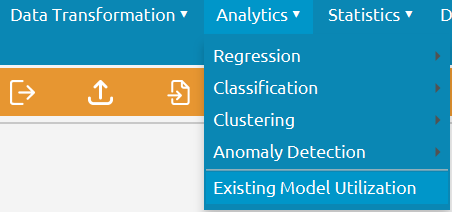 Data Transformation ▾ Analytics ▾ Statistics ▾ D
Regression
Classification
Clustering
Anomaly Detection
Existing Model Utilization